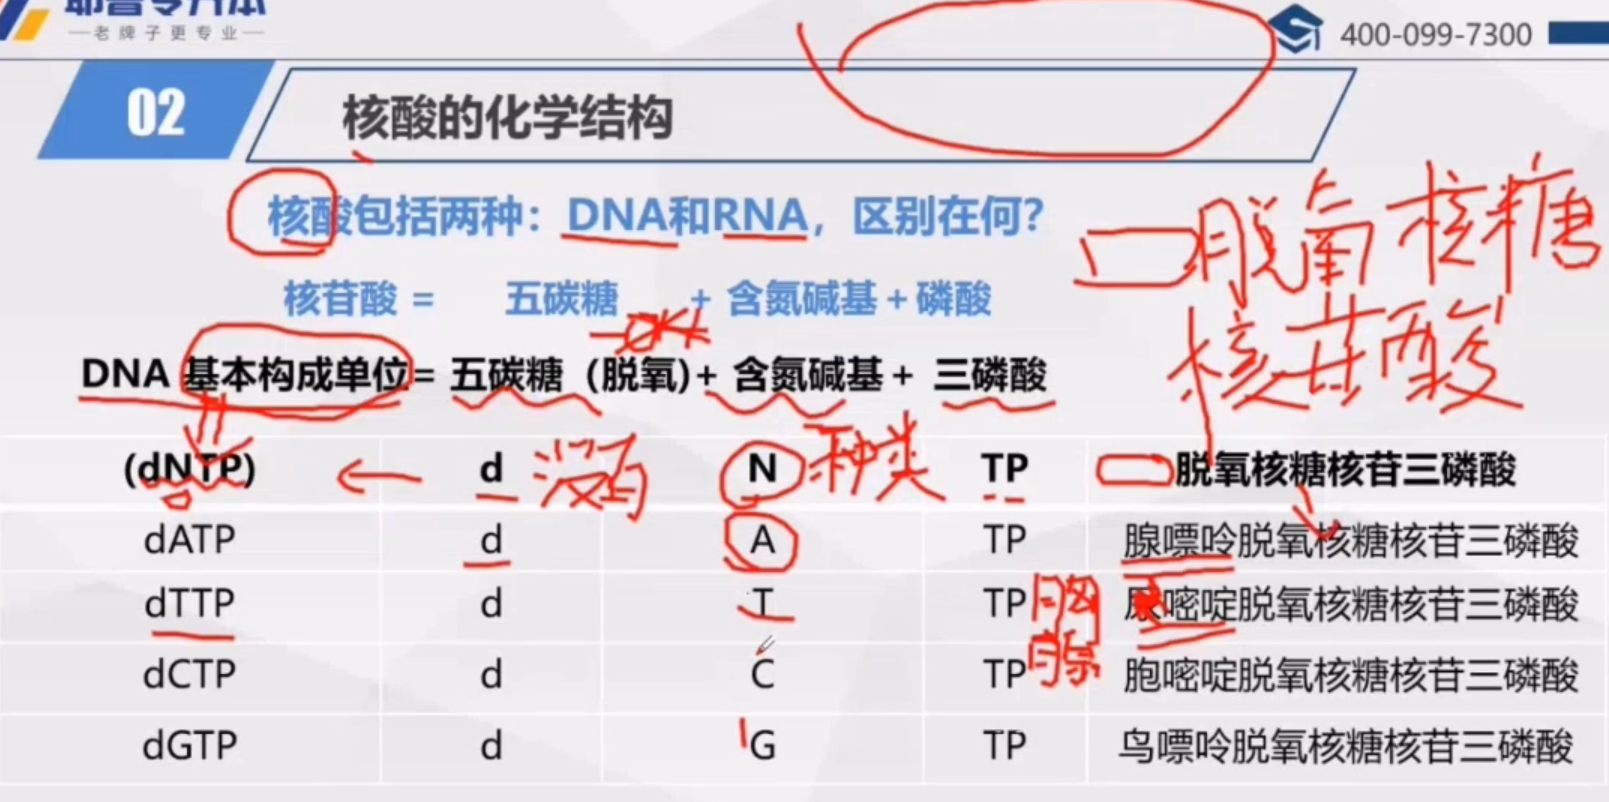 —老牌子更专业—
400-099-7300
02
核酸的化学结构
核酸包括两种：DNA和RNA，区别在何？
脱氧核糖
核苷酸 = 五碳糖 + 含氮碱基 + 磷酸
核苷酸
DNA 基本构成单位= 五碳糖（脱氧)+ 含氮碱基 + 三磷酸
(dNTP) ← d 没有 N 种类 TP 脱氧核糖核苷三磷酸
dATP d A TP 腺嘌呤脱氧核糖核苷三磷酸
dTTP d T TP 胸 嘧啶脱氧核糖核苷三磷酸
腺
dCTP d C TP 胞嘧啶脱氧核糖核苷三磷酸
dGTP d G TP 鸟嘌呤脱氧核糖核苷三磷酸